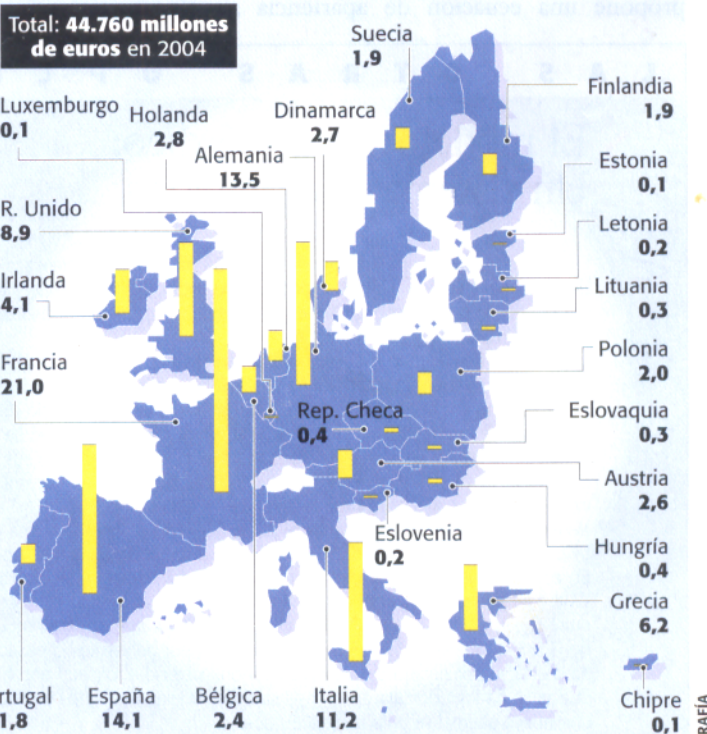 Total: 44.760 millones
de euros en 2004
Suecia
1,9
Finlandia
1,9
Luxemburgo
0,1
Holanda
2,8
Dinamarca
2,7
Alemania
13,5
Estonia
0,1
R. Unido
8,9
Letonia
0,2
Irlanda
4,1
Lituania
0,3
Francia
21,0
Polonia
2,0
Rep. Checa
0,4
Eslovaquia
0,3
Austria
2,6
Eslovenia
0,2
Hungría
0,4
Grecia
6,2
rtugal
1,8
España
14,1
Bélgica
2,4
Italia
11,2
Chipre
0,1
RAFÍA